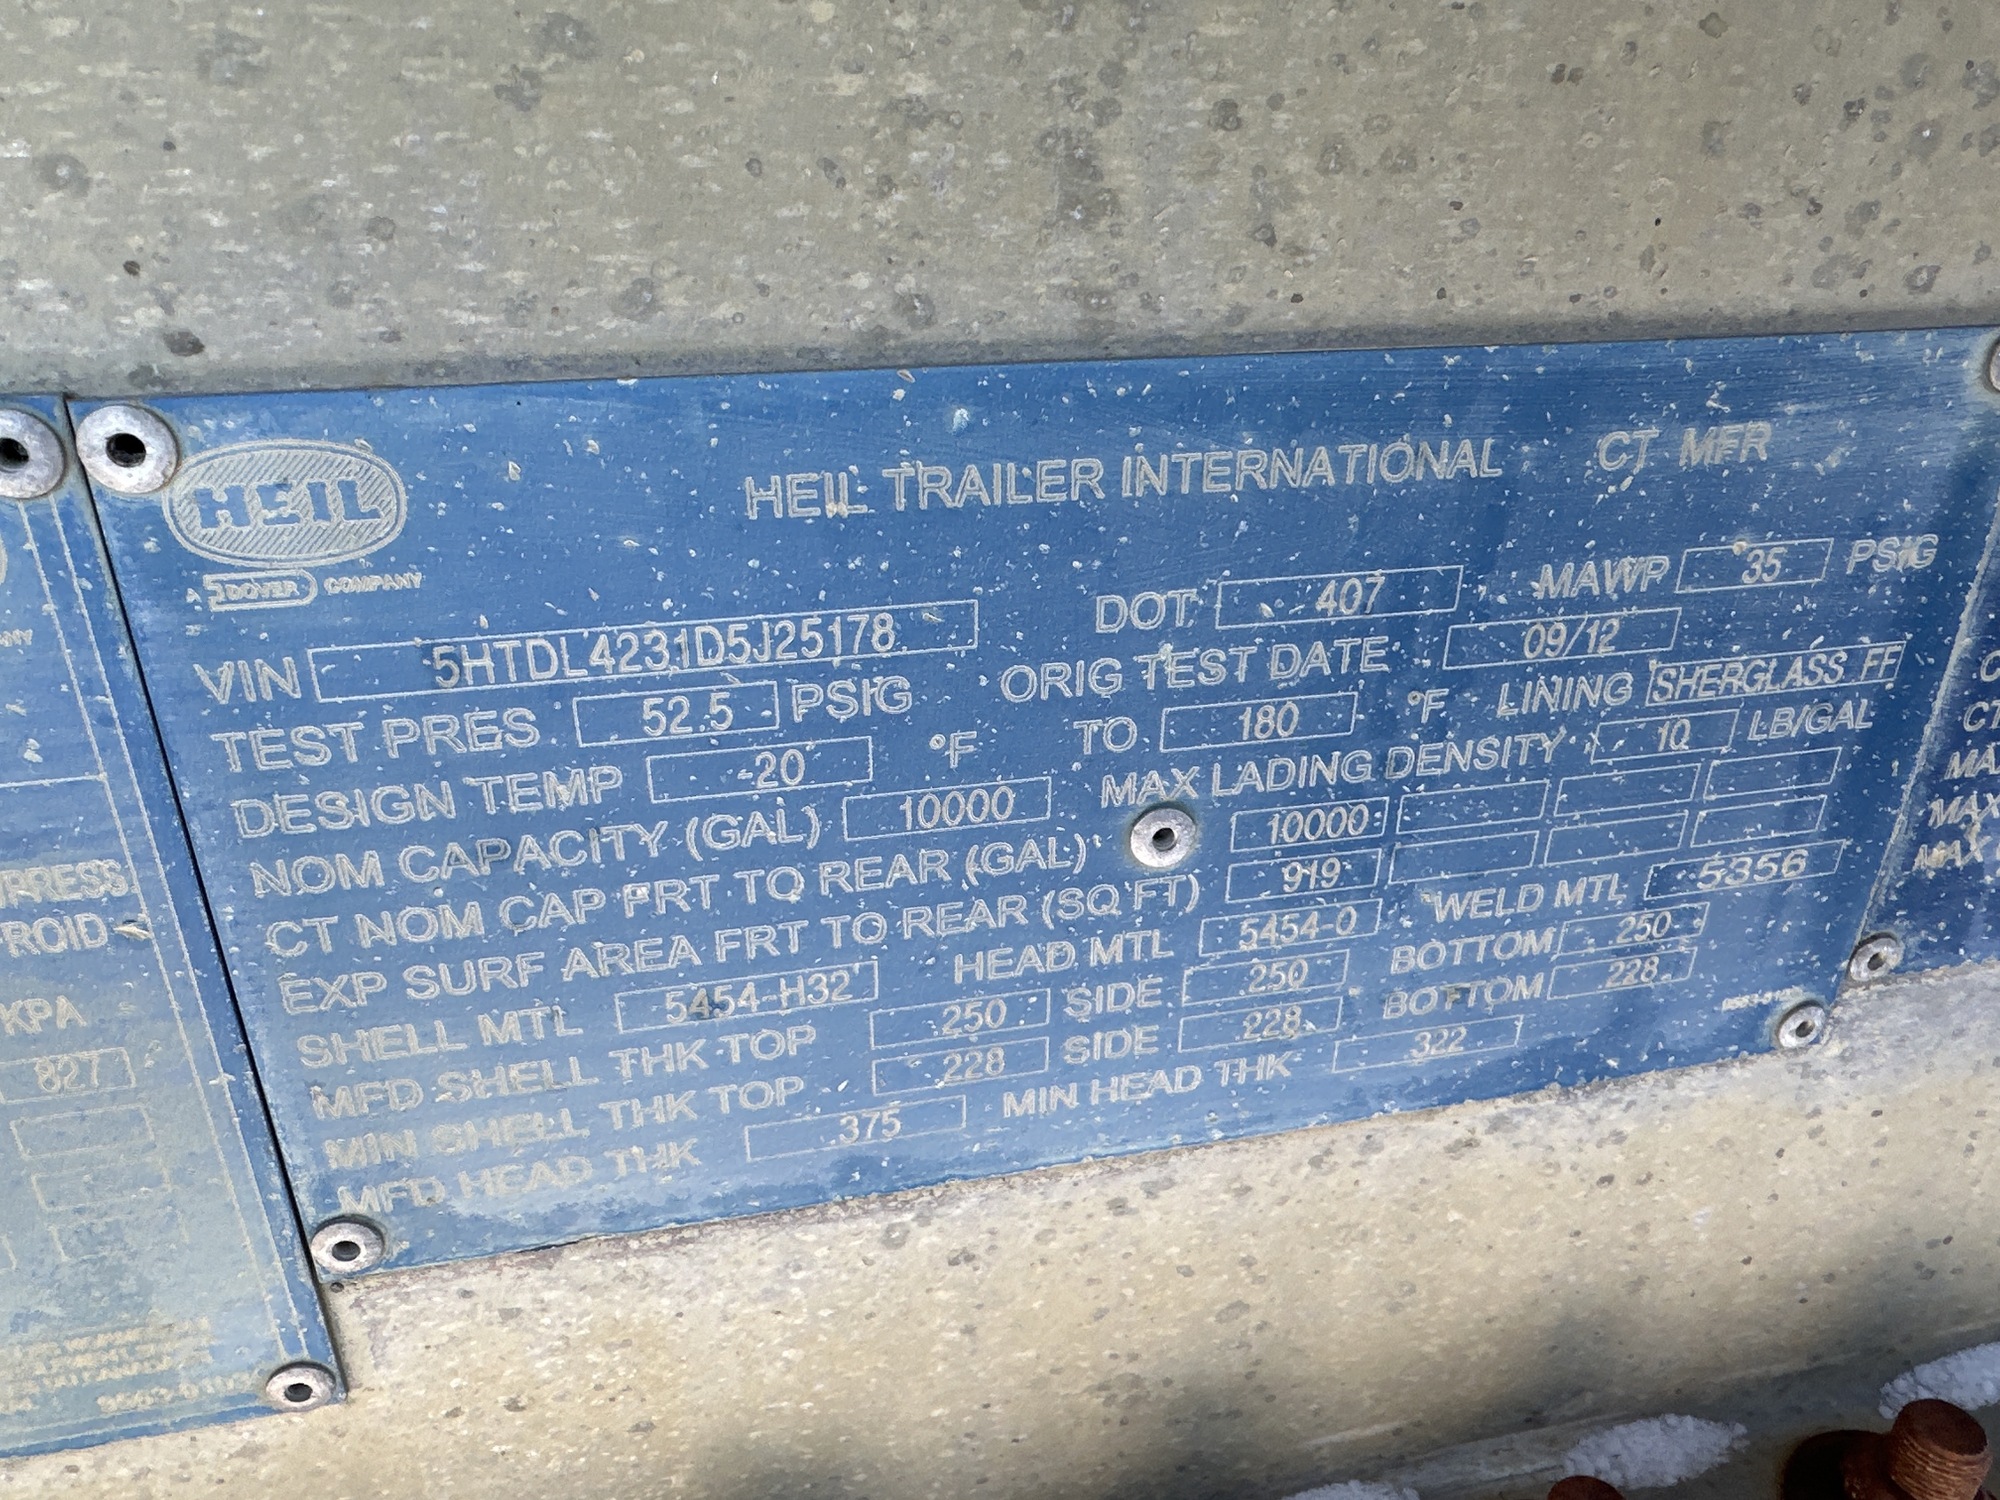 HEIL
A DOVER COMPANY
HEIL TRAILER INTERNATIONAL CT MFR
VIN 5HTDL4231D5J25178 DOT 407 MAWP 35 PSIG
TEST PRES 52.5 PSIG ORIG TEST DATE 09/12
DESIGN TEMP -20 °F TO 180 °F LINING SHERGLASS FF
NOM CAPACITY (GAL) 10000 MAX LADING DENSITY 10 LB/GAL
CT NOM CAP FRT TO REAR (GAL) 10000
EXP SURF AREA FRT TO REAR (SQ FT) 919
SHELL MTL 5454-H32 HEAD MTL 5454-0 WELD MTL 5356
MFD SHELL THK TOP .250 SIDE .250 BOTTOM .250
MIN SHELL THK TOP .228 SIDE .228 BOTTOM .228
MFD HEAD THK .375 MIN HEAD THK .322
ROID
KPA
827
CT
MAX
MAX